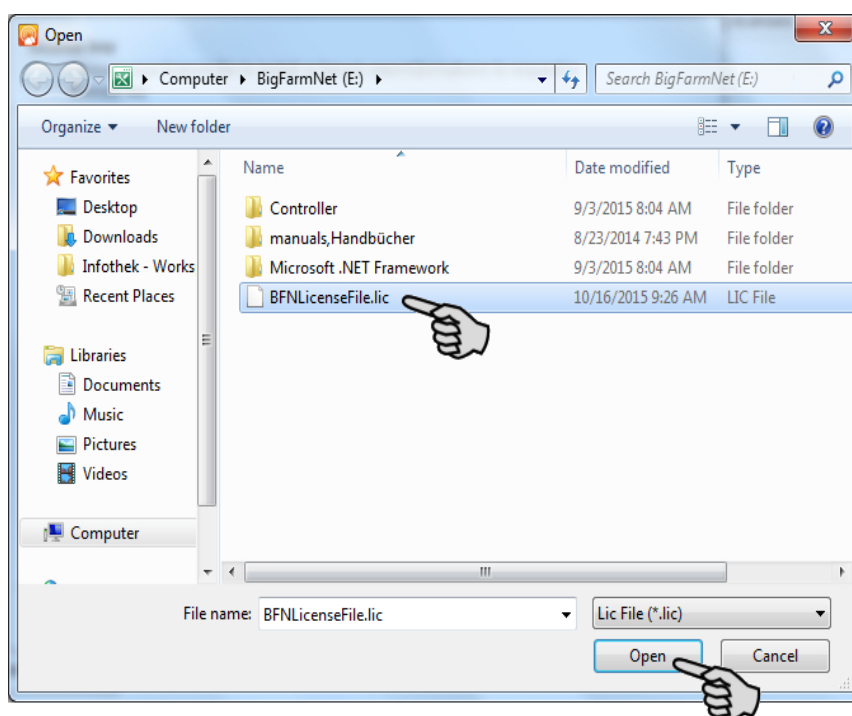 Open
Computer BigFarmNet (E:) Search BigFarmNet (E:)
Organize New folder
Name Date modified Type
Favorites
Desktop
Downloads
Infothek - Works
Recent Places
Libraries
Documents
Music
Pictures
Videos
Computer
Controller 9/3/2015 8:04 AM File folder
manuals,Handbücher 8/23/2014 7:43 PM File folder
Microsoft .NET Framework 9/3/2015 8:04 AM File folder
BFNLicenseFile.lic 10/16/2015 9:26 AM LIC File
File name: BFNLicenseFile.lic Lic File (*.lic)
Open Cancel